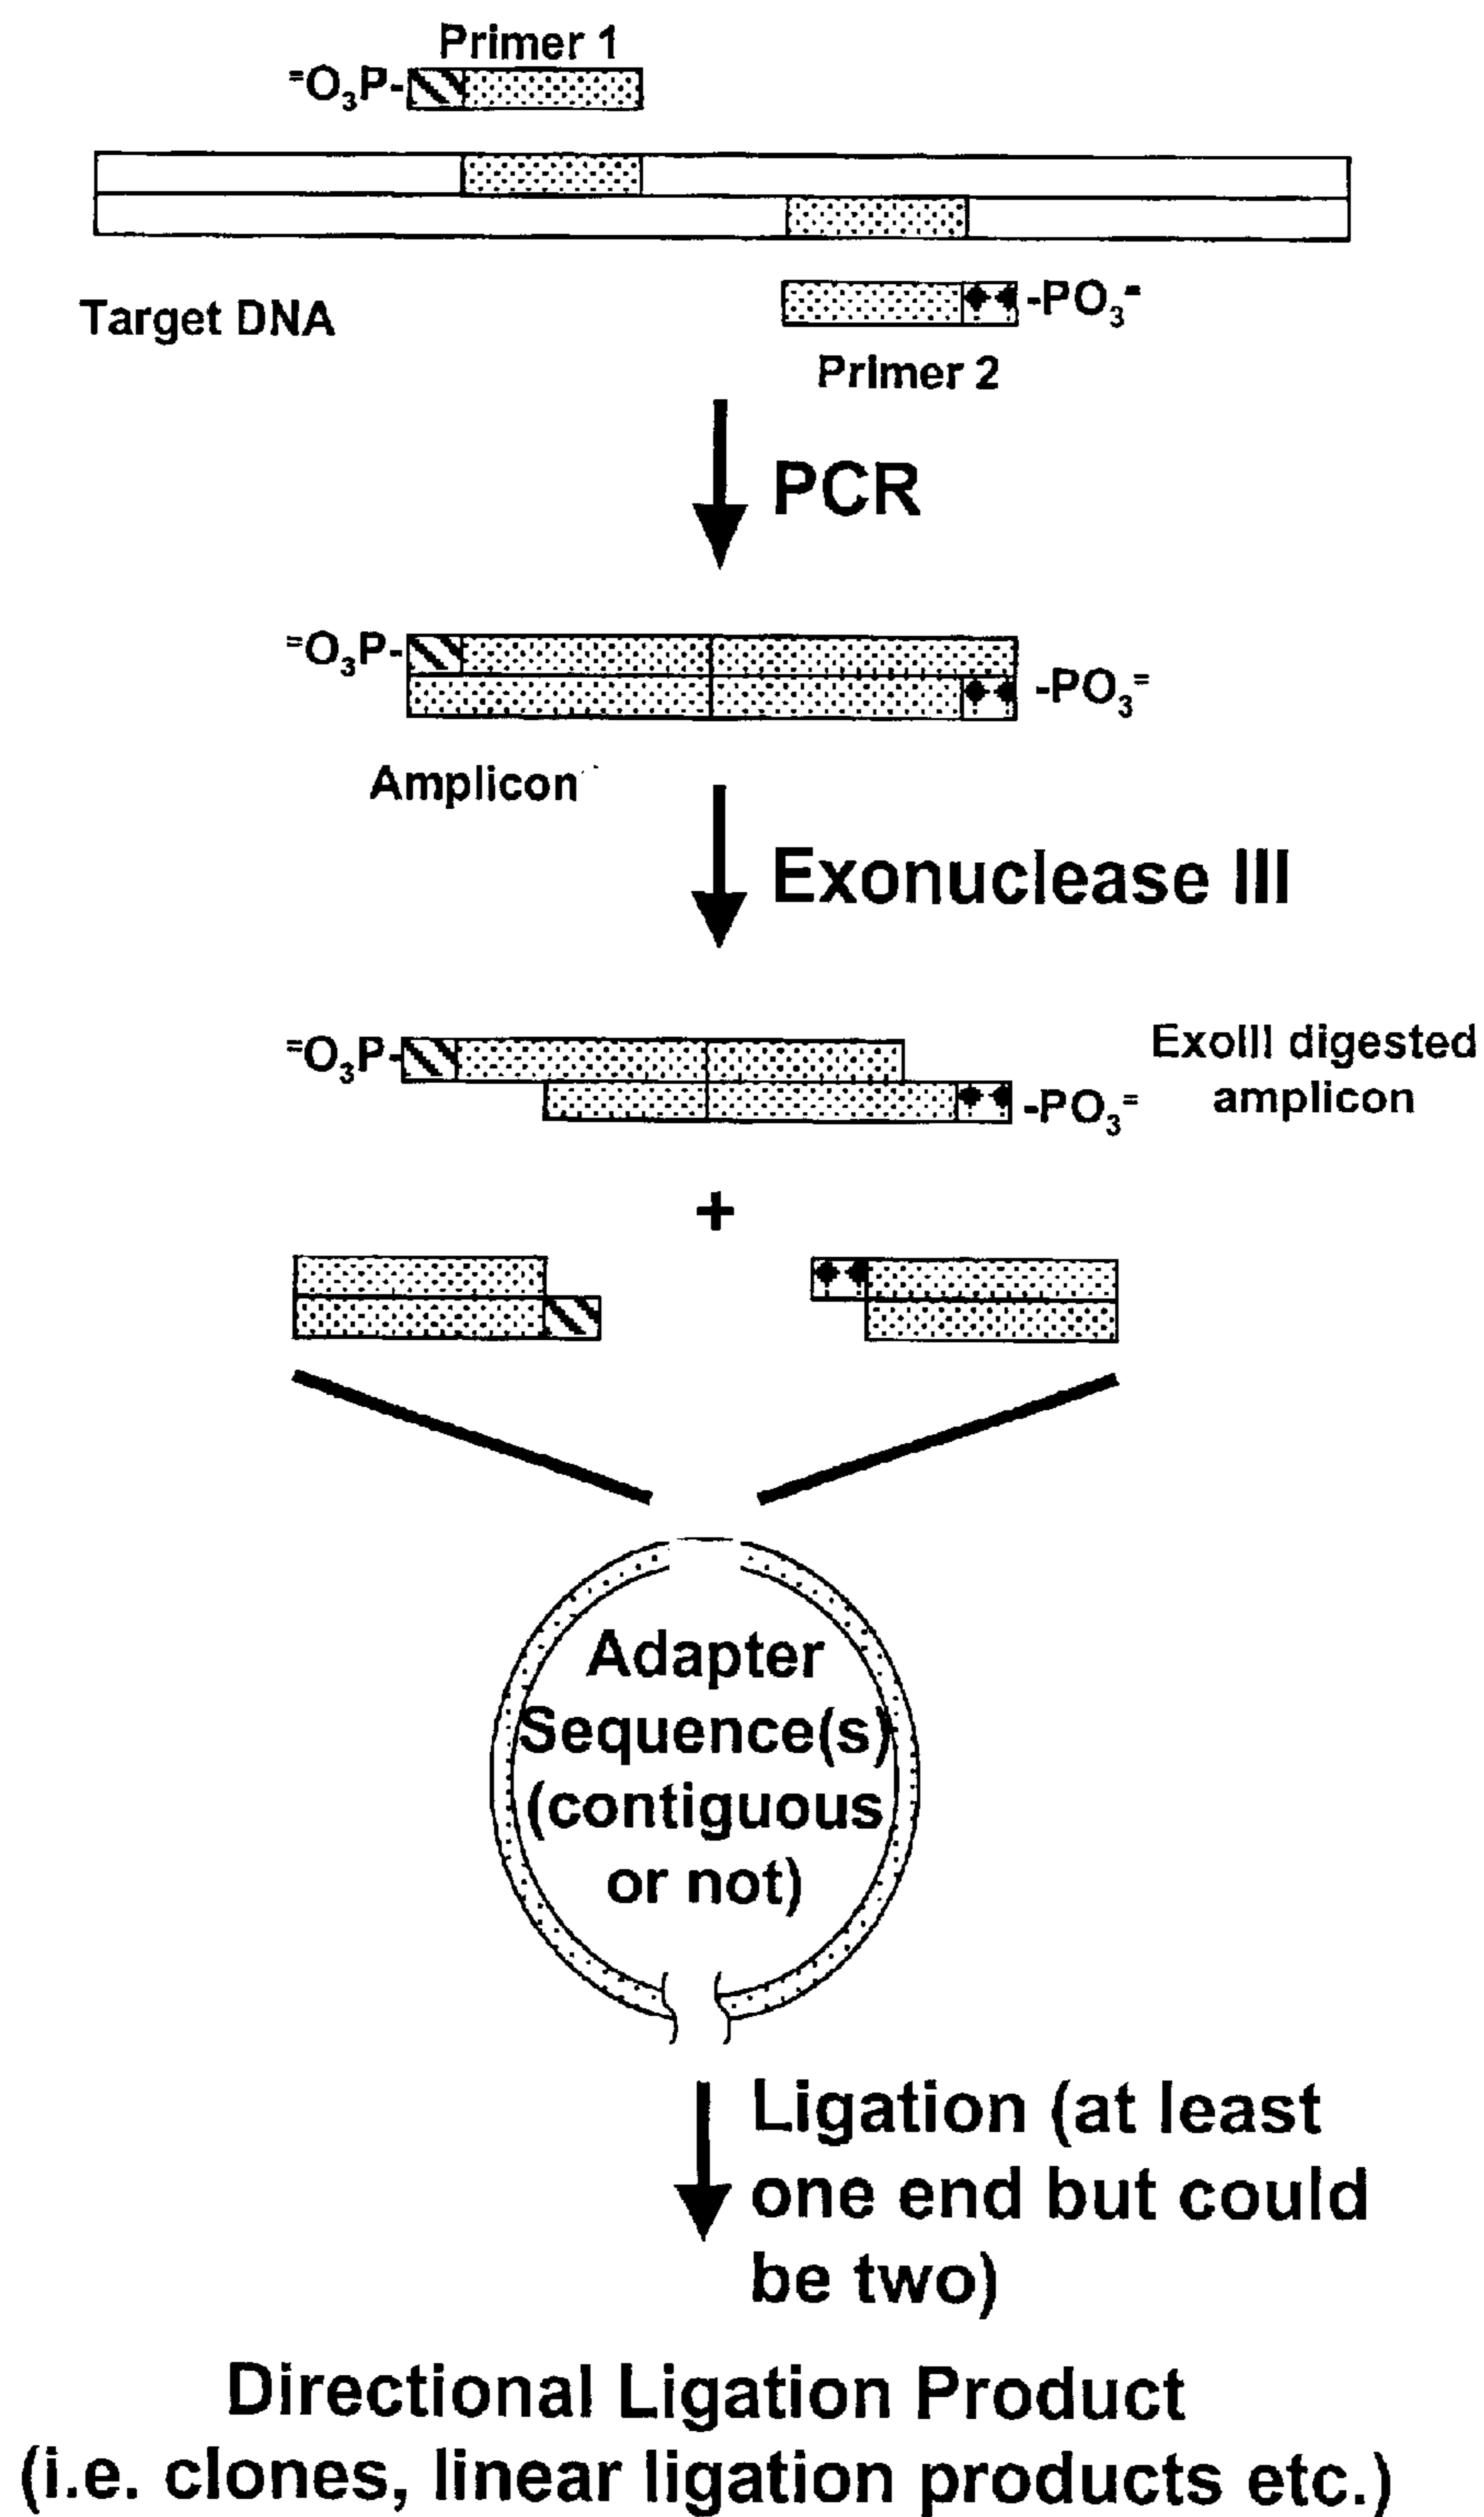 Primer 1
=O3P-
Target DNA
-PO3=
Primer 2
PCR
=O3P-
-PO3=
Amplicon
Exonuclease III
=O3P-
ExoIII digested
amplicon
-PO3=
+
Adapter
Sequence(s)
(contiguous
or not)
Ligation (at least
one end but could
be two)
Directional Ligation Product
(i.e. clones, linear ligation products etc.)